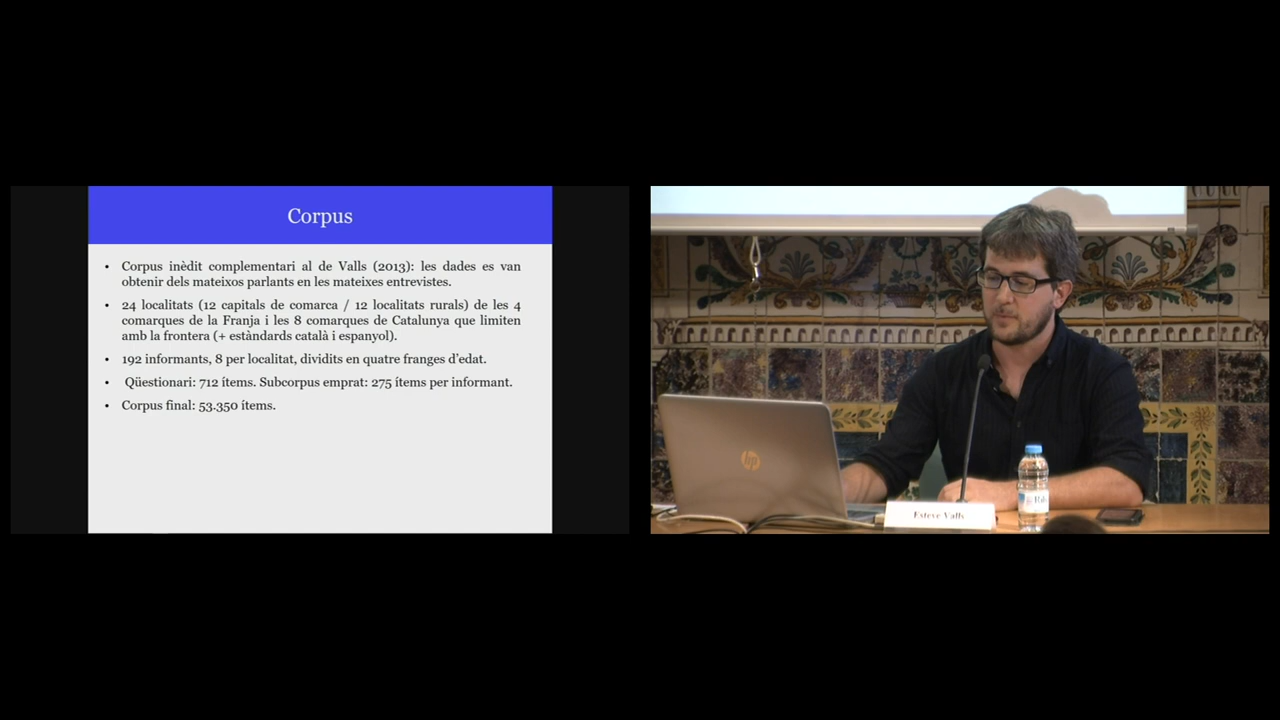 Corpus
• Corpus inèdit complementari al de Valls (2013): les dades es van
obtenir dels mateixos parlants en les mateixes entrevistes.
• 24 localitats (12 capitals de comarca / 12 localitats rurals) de les 4
comarques de la Franja i les 8 comarques de Catalunya que limiten
amb la frontera (+ estàndards català i espanyol).
• 192 informants, 8 per localitat, dividits en quatre franges d'edat.
• Qüestionari: 712 ítems. Subcorpus emprat: 275 ítems per informant.
• Corpus final: 53.350 ítems.
hp
Esteve Valls